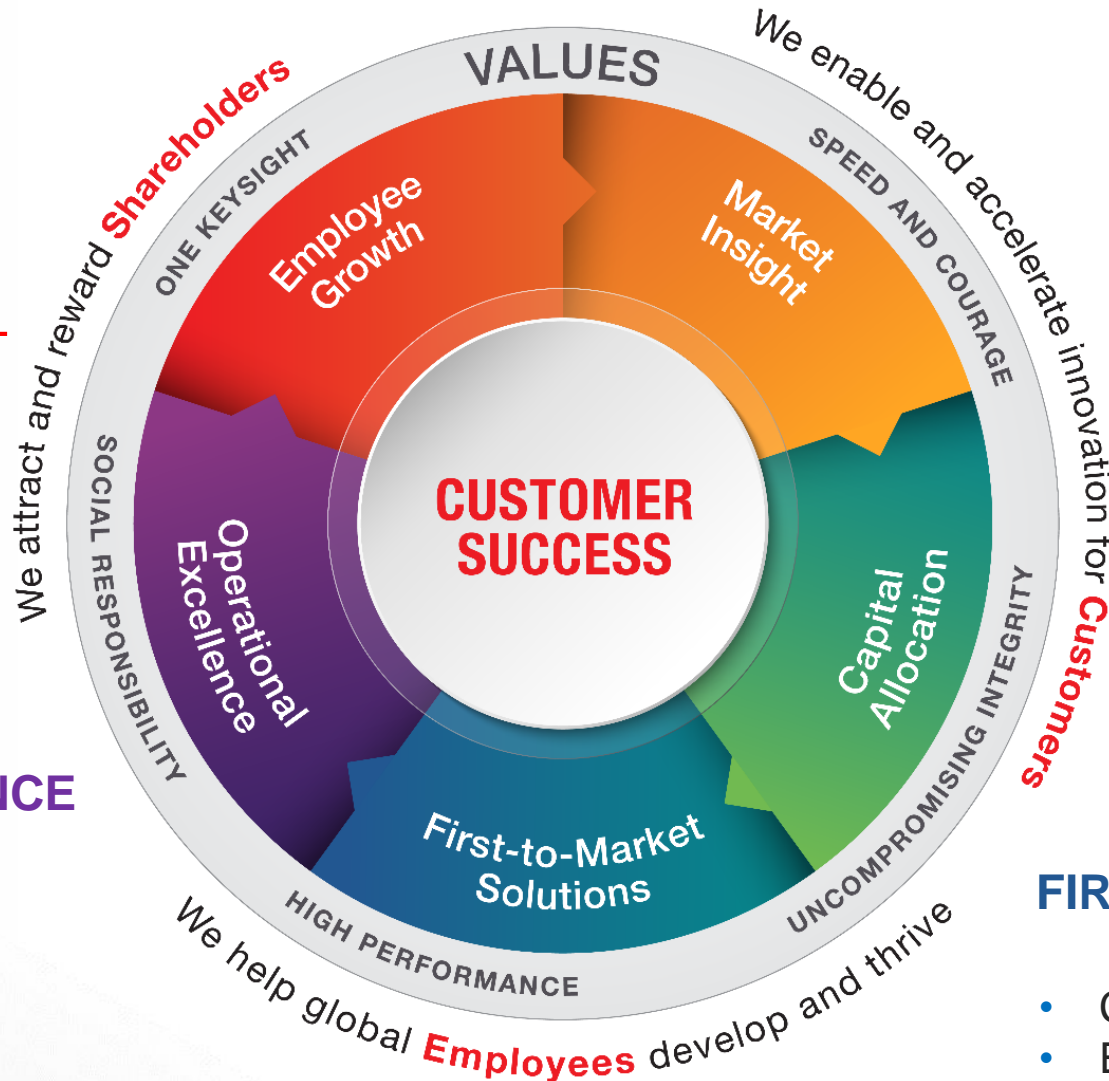 VALUES
We enable and accelerate innovation for Customers
We attract and reward Shareholders
ONE KEYSIGHT
SPEED AND COURAGE
Employee
Growth
Market
Insight
CUSTOMER
SUCCESS
SOCIAL RESPONSIBILITY
Operational
Excellence
Capital
Allocation
UNCOMPROMISING INTEGRITY
First-to-Market
Solutions
HIGH PERFORMANCE
We help global Employees develop and thrive